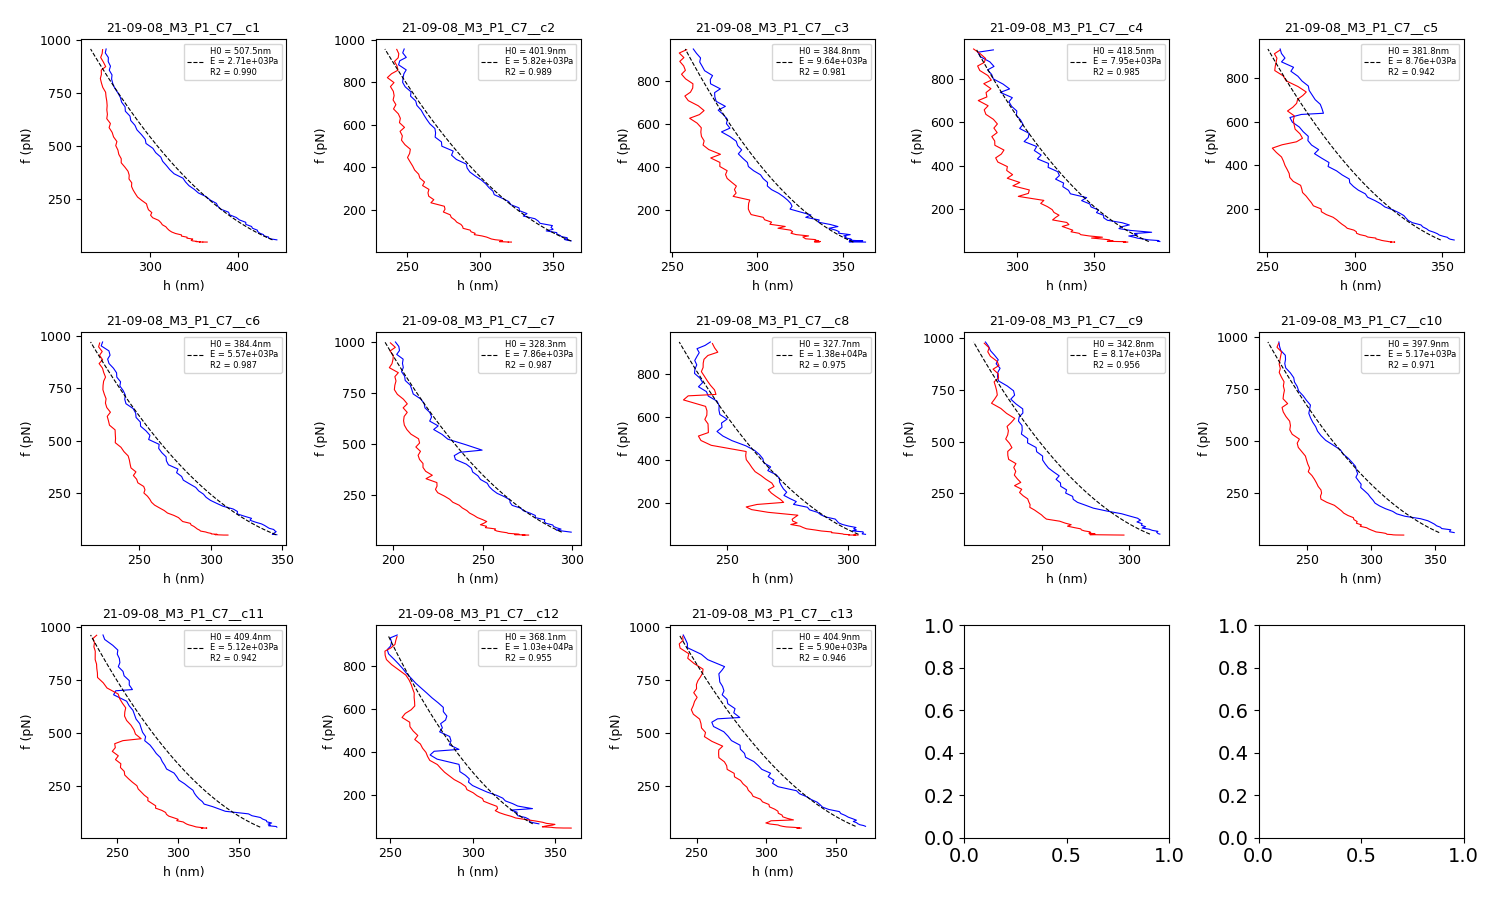 21-09-08_M3_P1_C7__c1
H0 = 507.5nm
E = 2.71e+03Pa
R2 = 0.990
1000
750
500
250
f (pN)
300 400
h (nm)
21-09-08_M3_P1_C7__c2
H0 = 401.9nm
E = 5.82e+03Pa
R2 = 0.989
1000
800
600
400
200
f (pN)
250 300 350
h (nm)
21-09-08_M3_P1_C7__c3
H0 = 384.8nm
E = 9.64e+03Pa
R2 = 0.981
800
600
400
200
f (pN)
250 300 350
h (nm)
21-09-08_M3_P1_C7__c4
H0 = 418.5nm
E = 7.95e+03Pa
R2 = 0.985
800
600
400
200
f (pN)
300 350
h (nm)
21-09-08_M3_P1_C7__c5
H0 = 381.8nm
E = 8.76e+03Pa
R2 = 0.942
800
600
400
200
f (pN)
250 300 350
h (nm)
21-09-08_M3_P1_C7__c6
H0 = 384.4nm
E = 5.57e+03Pa
R2 = 0.987
1000
750
500
250
f (pN)
250 300 350
h (nm)
21-09-08_M3_P1_C7__c7
H0 = 328.3nm
E = 7.86e+03Pa
R2 = 0.987
1000
750
500
250
f (pN)
200 250 300
h (nm)
21-09-08_M3_P1_C7__c8
H0 = 327.7nm
E = 1.38e+04Pa
R2 = 0.975
800
600
400
200
f (pN)
250 300
h (nm)
21-09-08_M3_P1_C7__c9
H0 = 342.8nm
E = 8.17e+03Pa
R2 = 0.956
1000
750
500
250
f (pN)
250 300
h (nm)
21-09-08_M3_P1_C7__c10
H0 = 397.9nm
E = 5.17e+03Pa
R2 = 0.971
1000
750
500
250
f (pN)
250 300 350
h (nm)
21-09-08_M3_P1_C7__c11
H0 = 409.4nm
E = 5.12e+03Pa
R2 = 0.942
1000
750
500
250
f (pN)
250 300 350
h (nm)
21-09-08_M3_P1_C7__c12
H0 = 368.1nm
E = 1.03e+04Pa
R2 = 0.955
800
600
400
200
f (pN)
250 300 350
h (nm)
21-09-08_M3_P1_C7__c13
H0 = 404.9nm
E = 5.90e+03Pa
R2 = 0.946
1000
750
500
250
f (pN)
250 300 350
h (nm)
1.0
0.8
0.6
0.4
0.2
0.0
0.0 0.5 1.0
1.0
0.8
0.6
0.4
0.2
0.0
0.0 0.5 1.0